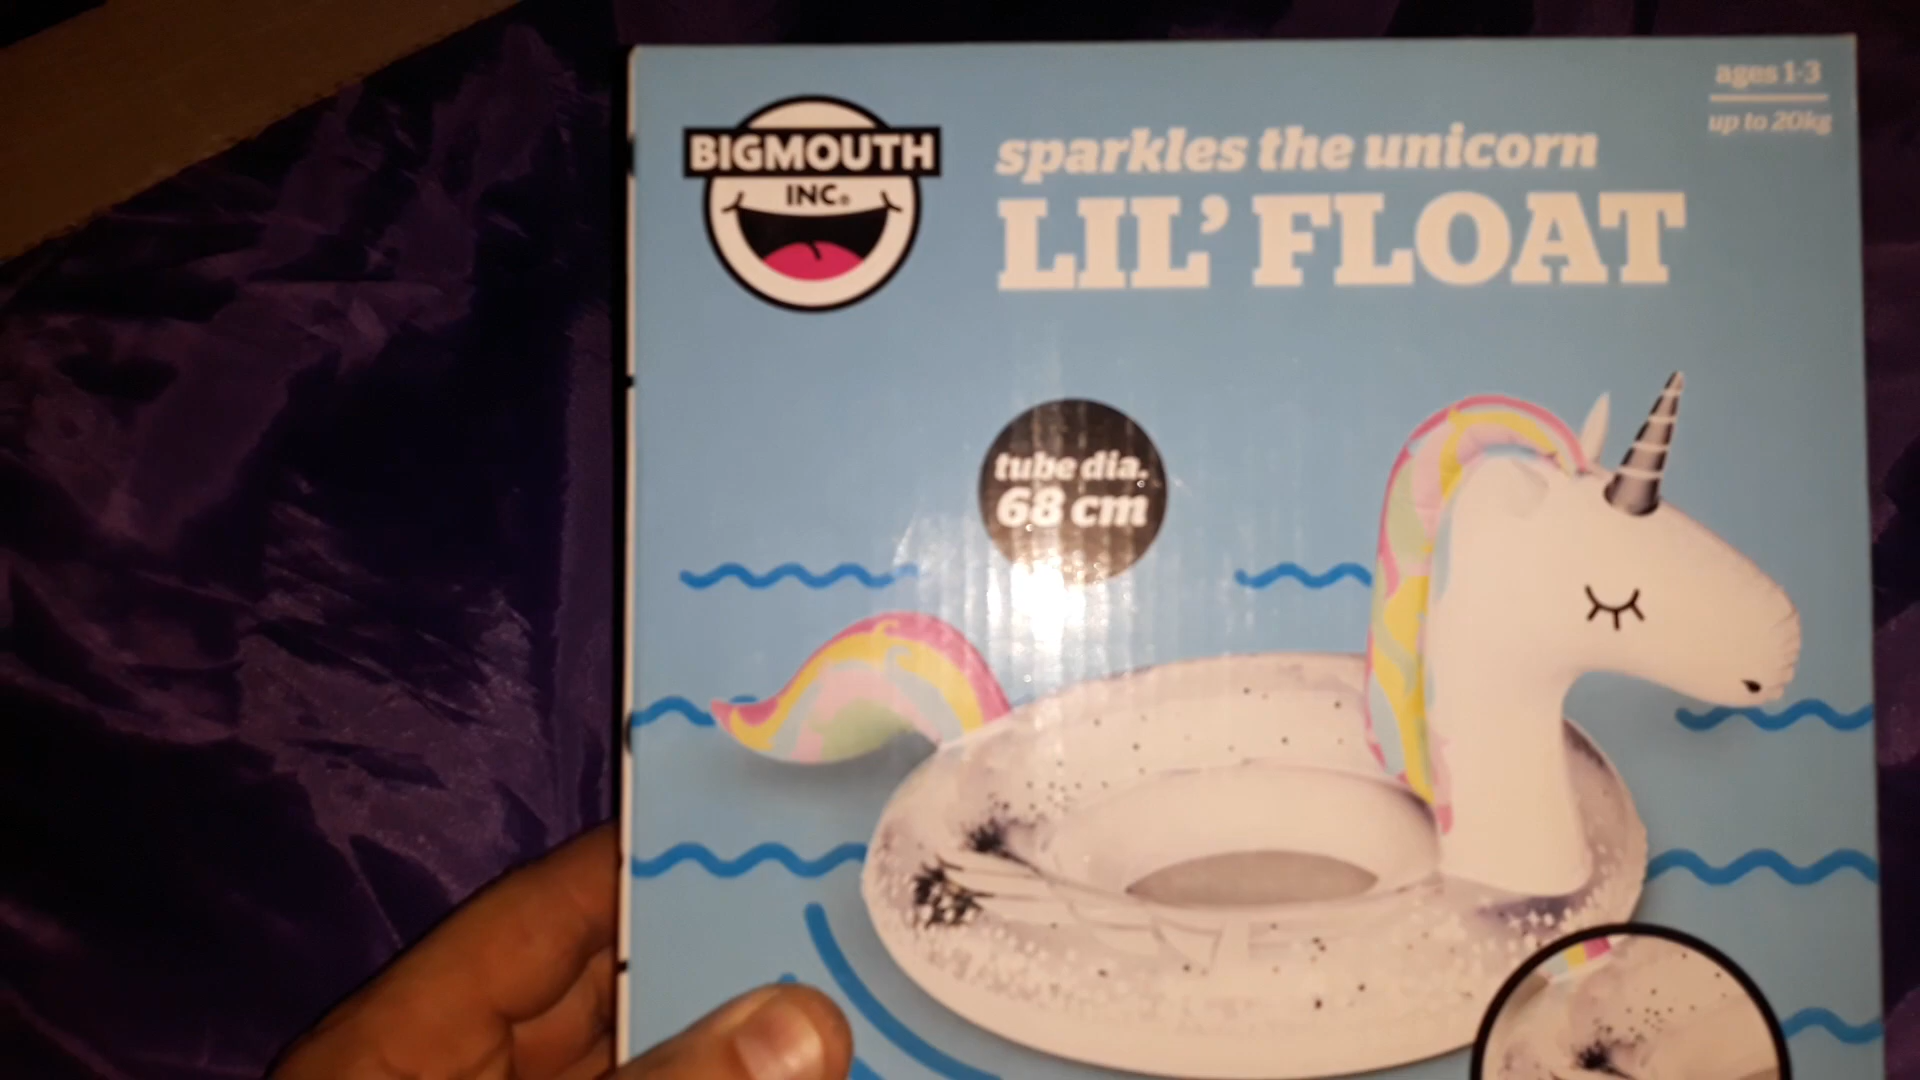 BIGMOUTH
INC.®
sparkles the unicorn
LIL' FLOAT
ages 1-3
up to 20kg
tube dia.
68 cm